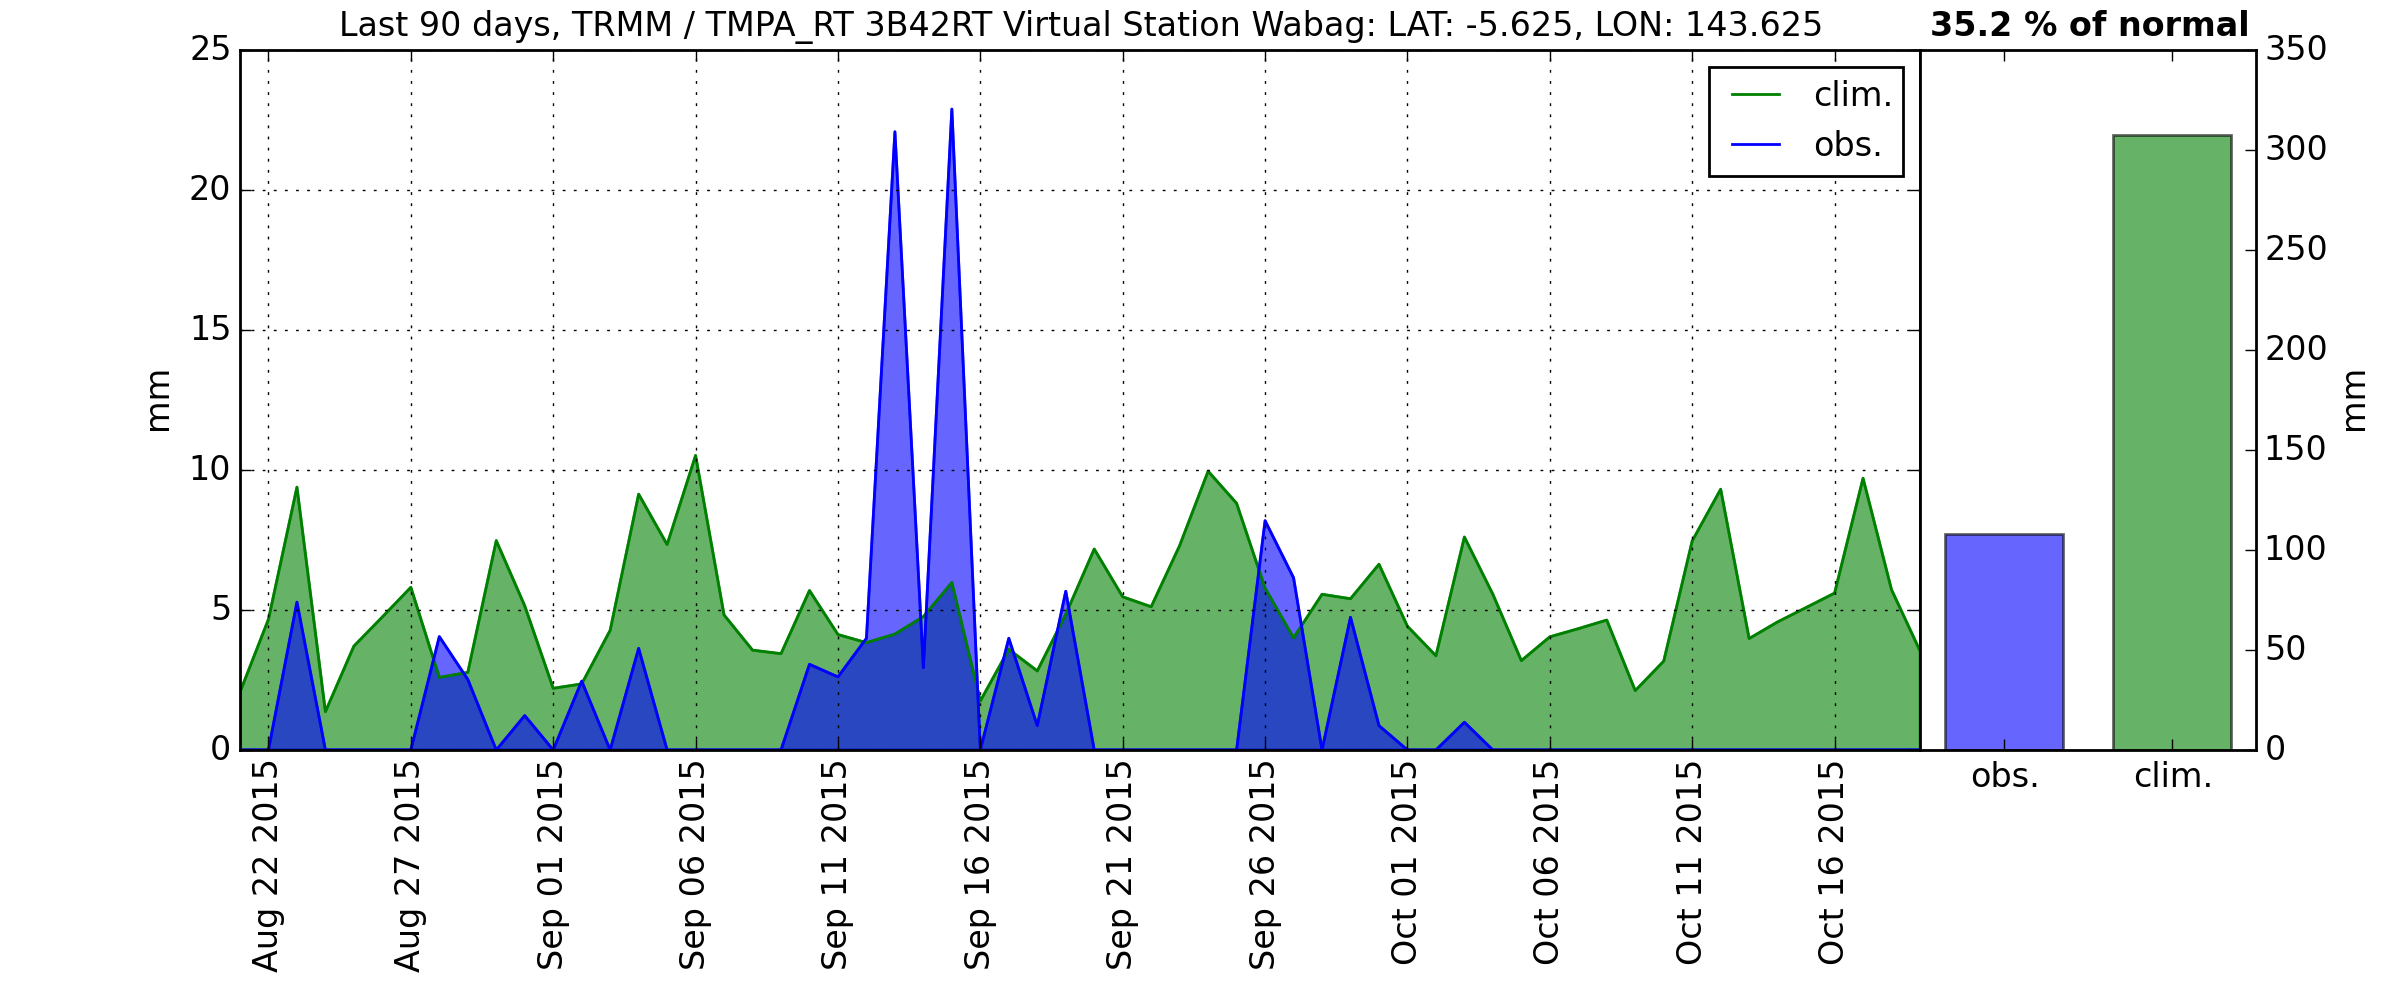 Last 90 days, TRMM / TMPA_RT 3B42RT Virtual Station Wabag: LAT: -5.625, LON: 143.625
35.2 % of normal
25
20
15
10
5
0
mm
clim.
obs.
350
300
250
200
150
100
50
0
mm
obs.
clim.
Aug 22 2015
Aug 27 2015
Sep 01 2015
Sep 06 2015
Sep 11 2015
Sep 16 2015
Sep 21 2015
Sep 26 2015
Oct 01 2015
Oct 06 2015
Oct 11 2015
Oct 16 2015